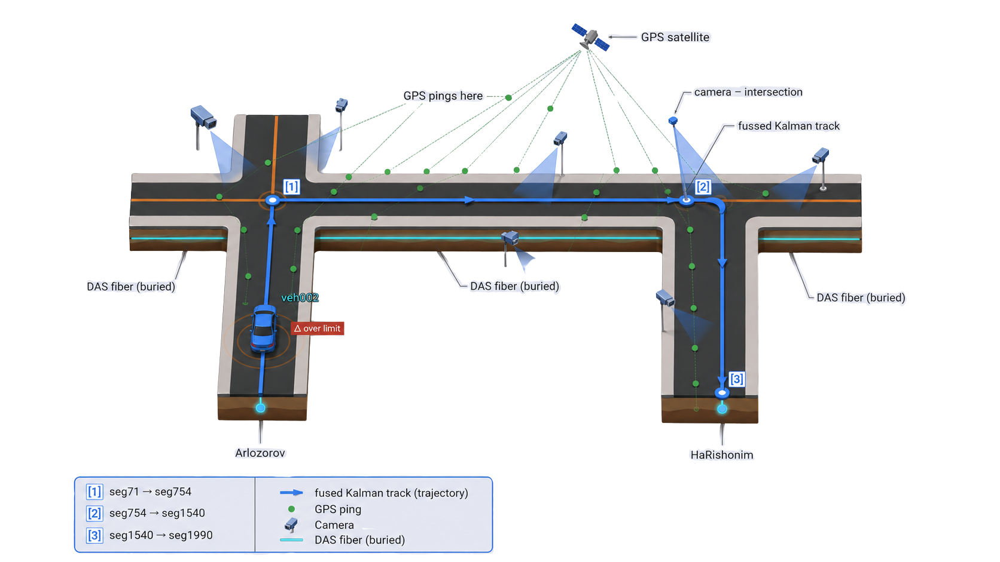 GPS satellite
camera – intersection
GPS pings here
fussed Kalman track
[1]
[2]
DAS fiber (buried)
DAS fiber (buried)
DAS fiber (buried)
veh002
Δ over limit
[3]
Arlozorov
HaRishonim
[1] seg71 → seg754
[2] seg754 → seg1540
[3] seg1540 → seg1990
fused Kalman track (trajectory)
GPS ping
Camera
DAS fiber (buried)